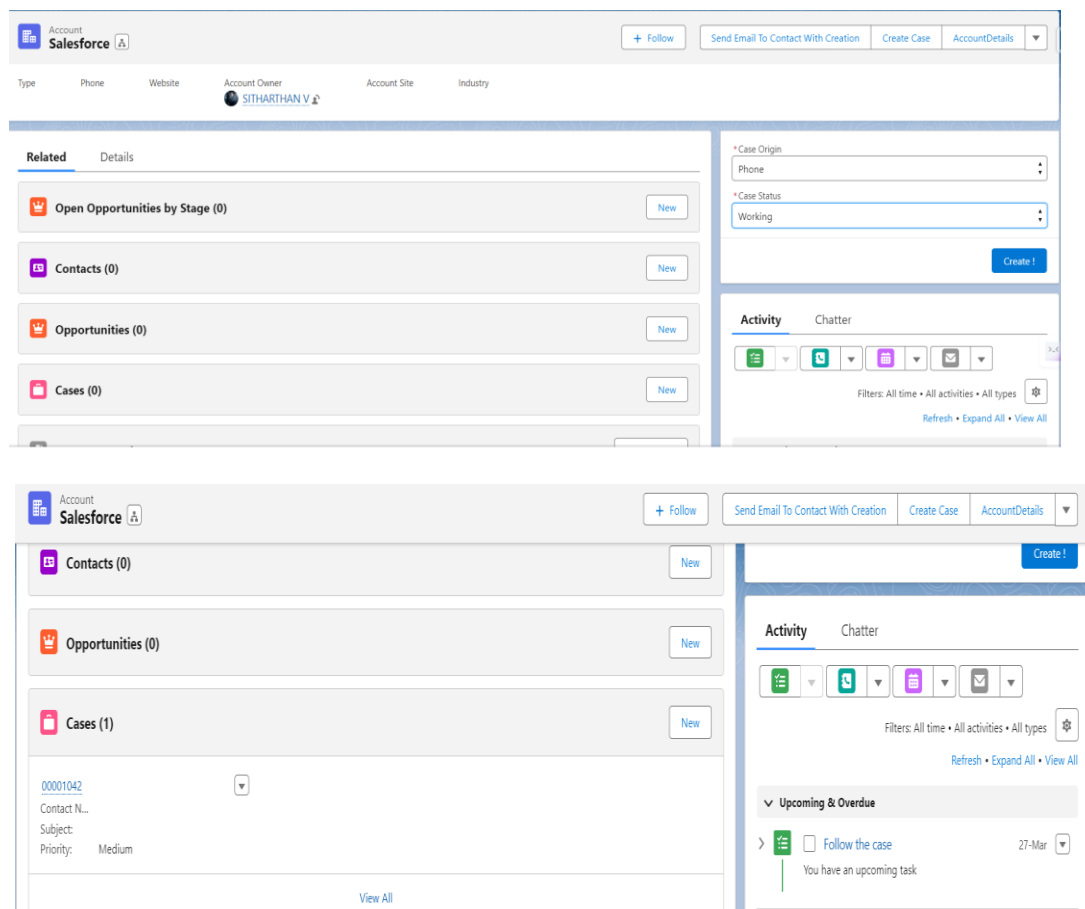 Account
Salesforce
+ Follow
Send Email To Contact With Creation
Create Case
AccountDetails
Type
Phone
Website
Account Owner
Account Site
Industry
SITHARTHAN V
Related
Details
Open Opportunities by Stage (0)
New
Contacts (0)
New
Opportunities (0)
New
Cases (0)
New
*Case Origin
Phone
*Case Status
Working
Create !
Activity
Chatter
Filters: All time • All activities • All types
Refresh • Expand All • View All
Account
Salesforce
+ Follow
Send Email To Contact With Creation
Create Case
AccountDetails
Contacts (0)
New
Opportunities (0)
New
Cases (1)
New
00001042
Contact N...
Subject:
Priority: Medium
View All
Create !
Activity
Chatter
Filters: All time • All activities • All types
Refresh • Expand All • View All
Upcoming & Overdue
Follow the case
27-Mar
You have an upcoming task